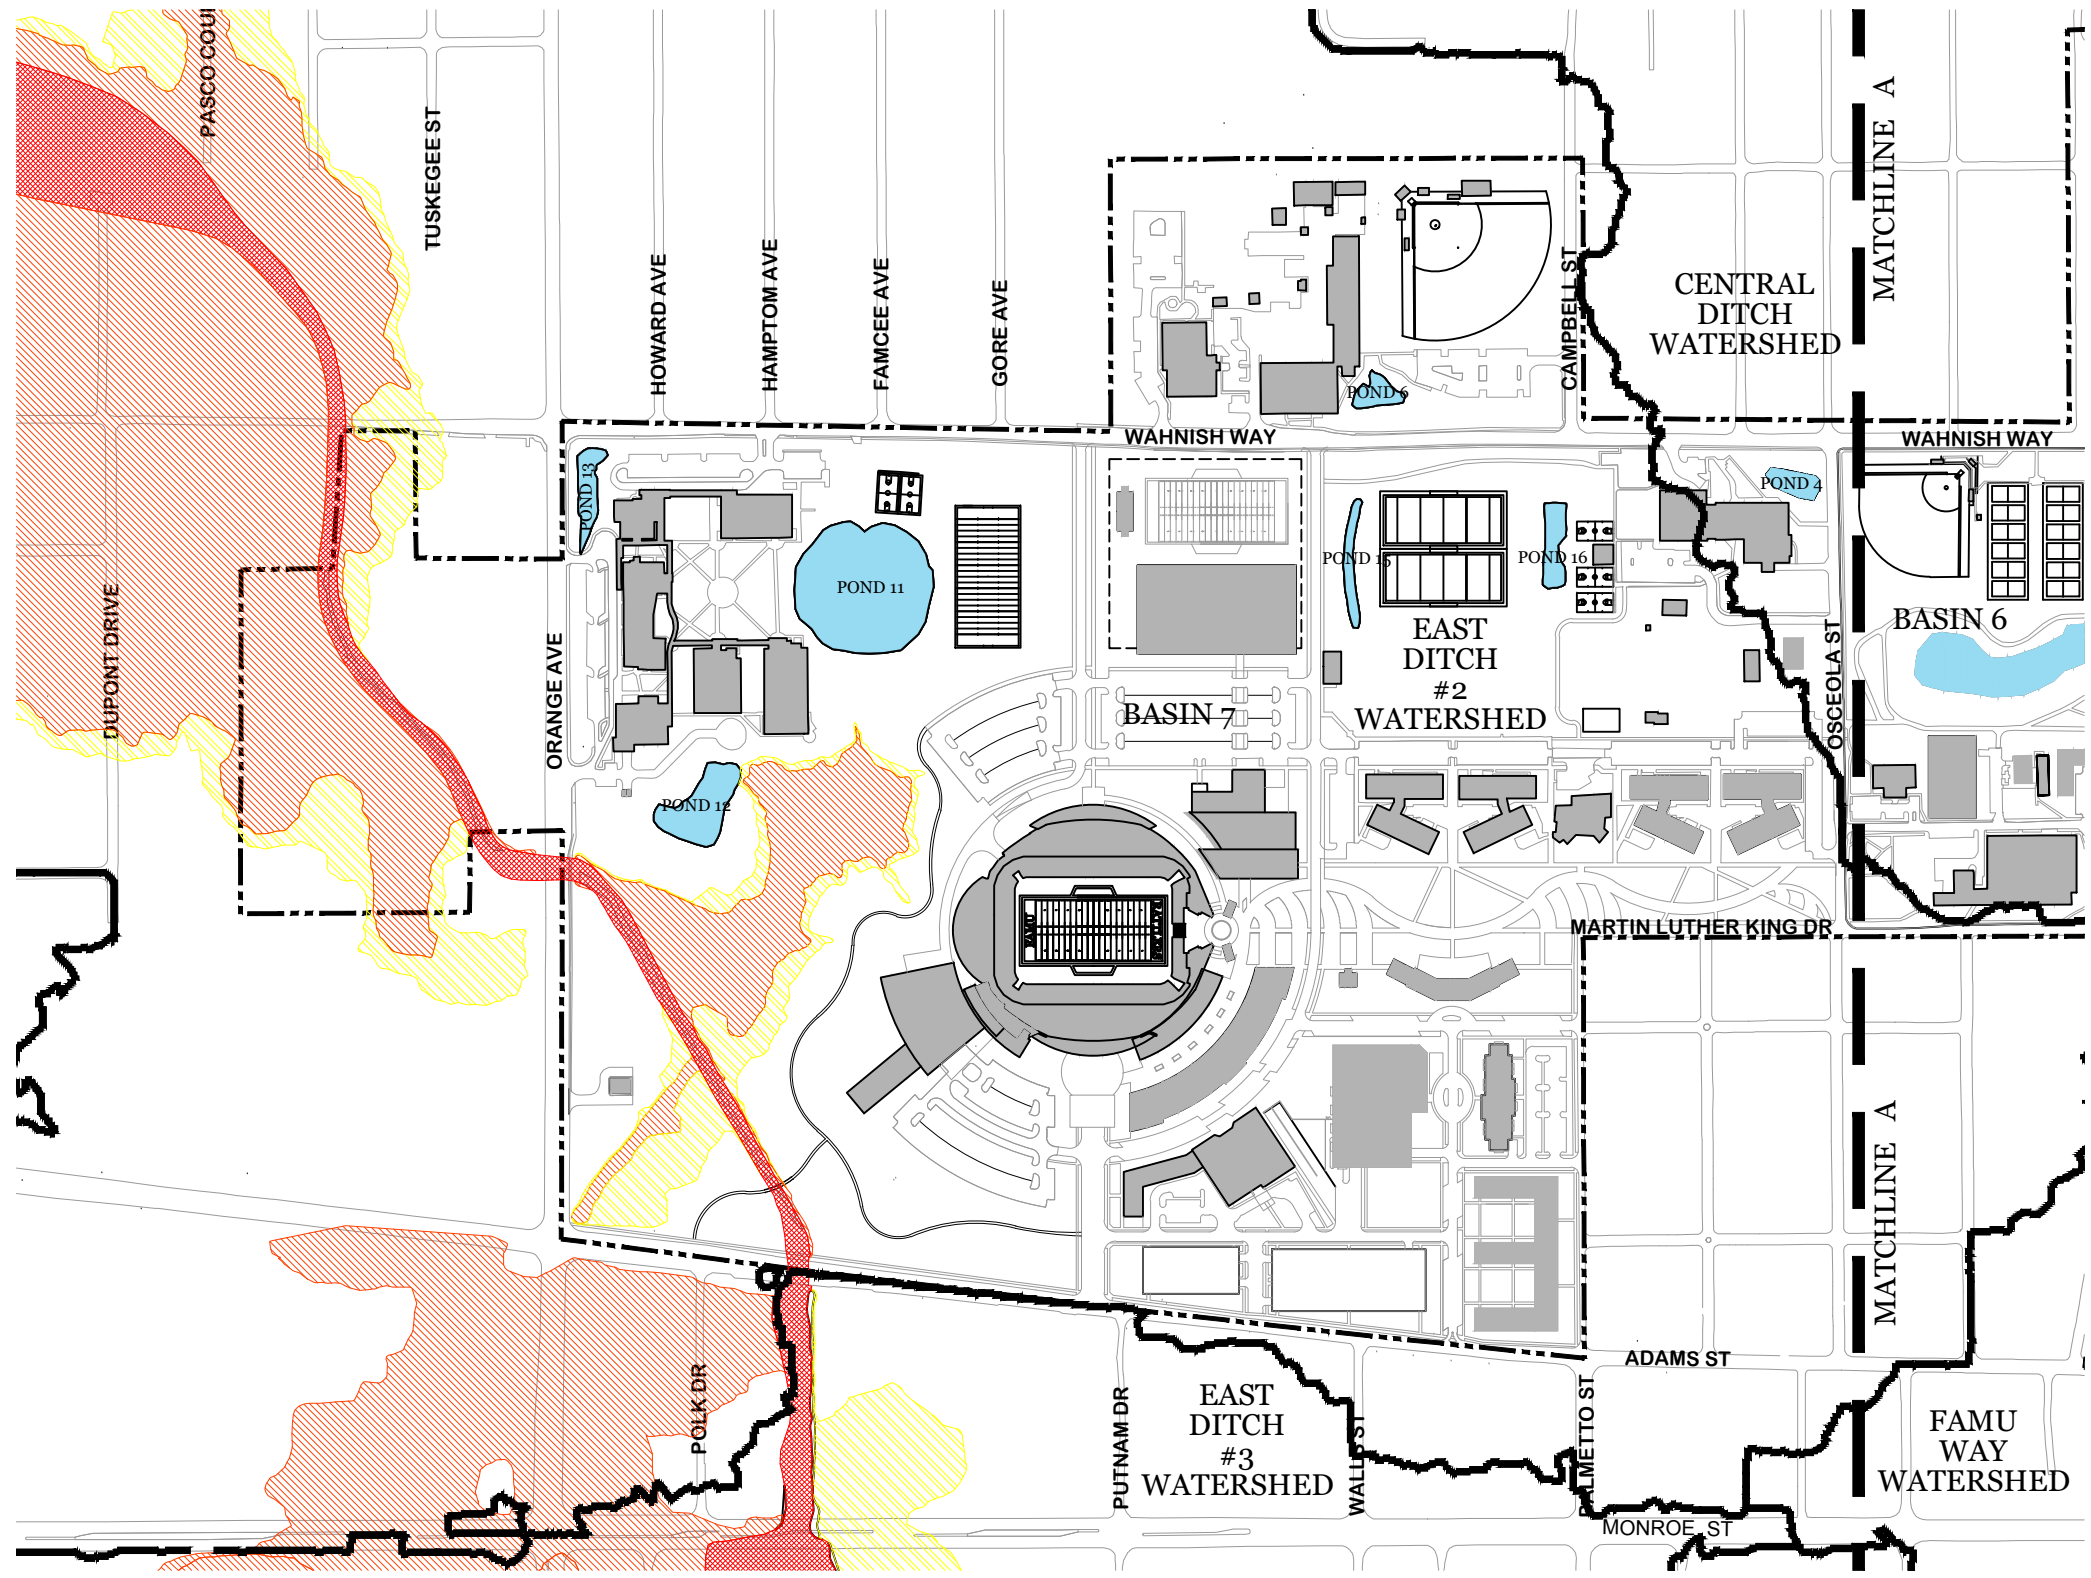 PASCO COU
TUSKEGEE ST
HOWARD AVE
HAMPTOM AVE
FAMCEE AVE
GORE AVE
CAMPBELL ST
CENTRAL
DITCH
WATERSHED
MATCHLINE A
POND 6
WAHNISH WAY
WAHNISH WAY
POND 13
POND 11
POND 15
POND 16
POND 4
EAST
DITCH
#2
WATERSHED
BASIN 6
DUPONT DRIVE
ORANGE AVE
BASIN 7
OSCEOLA ST
POND 12
FAMU
MARTIN LUTHER KING DR
MATCHLINE A
ADAMS ST
POLK DR
PUTNAM DR
EAST
DITCH
#3
WATERSHED
WALLS ST
PALMETTO ST
FAMU
WAY
WATERSHED
MONROE ST